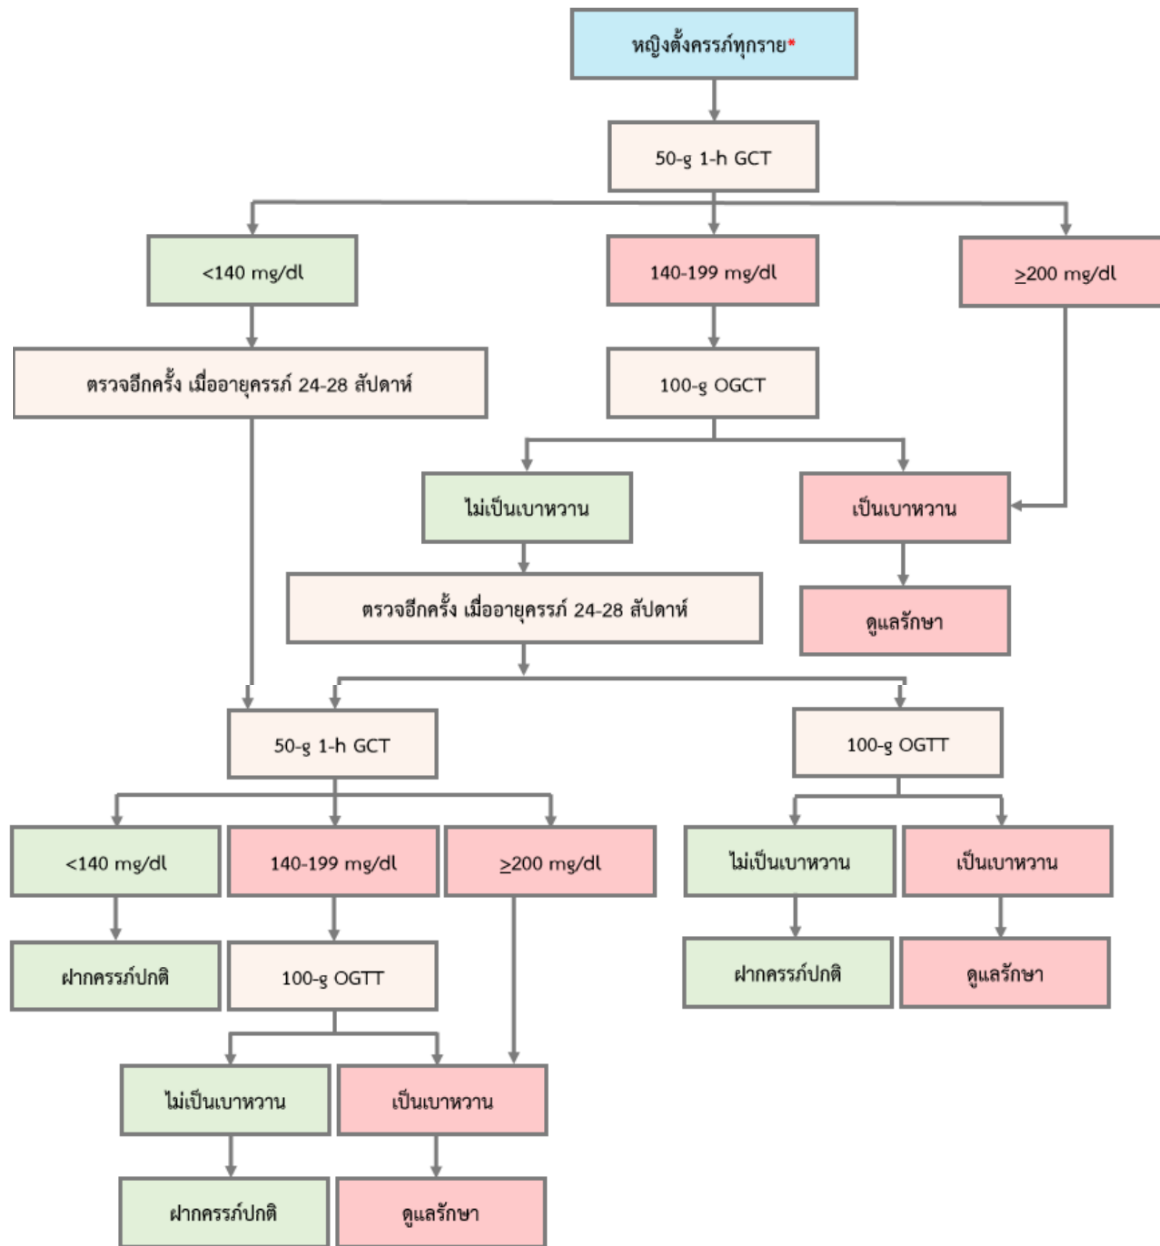 หญิงตั้งครรภ์ทุกราย*
50-g 1-h GCT
<140 mg/dl
140-199 mg/dl
≥200 mg/dl
ตรวจอีกครั้ง เมื่ออายุครรภ์ 24-28 สัปดาห์
100-g OGCT
ไม่เป็นเบาหวาน
เป็นเบาหวาน
ตรวจอีกครั้ง เมื่ออายุครรภ์ 24-28 สัปดาห์
ดูแลรักษา
50-g 1-h GCT
100-g OGTT
<140 mg/dl
140-199 mg/dl
≥200 mg/dl
ไม่เป็นเบาหวาน
เป็นเบาหวาน
ฝากครรภ์ปกติ
100-g OGTT
ฝากครรภ์ปกติ
ดูแลรักษา
ไม่เป็นเบาหวาน
เป็นเบาหวาน
ฝากครรภ์ปกติ
ดูแลรักษา